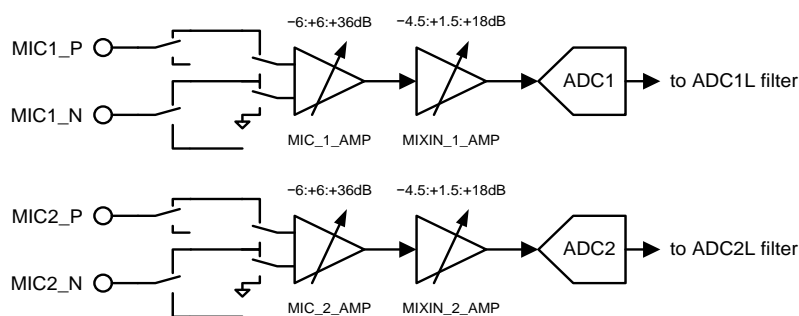 −6:+6:+36dB
−4.5:+1.5:+18dB
MIC1_P
ADC1
to ADC1L filter
MIC1_N
MIC_1_AMP
MIXIN_1_AMP
−6:+6:+36dB
−4.5:+1.5:+18dB
MIC2_P
ADC2
to ADC2L filter
MIC2_N
MIC_2_AMP
MIXIN_2_AMP